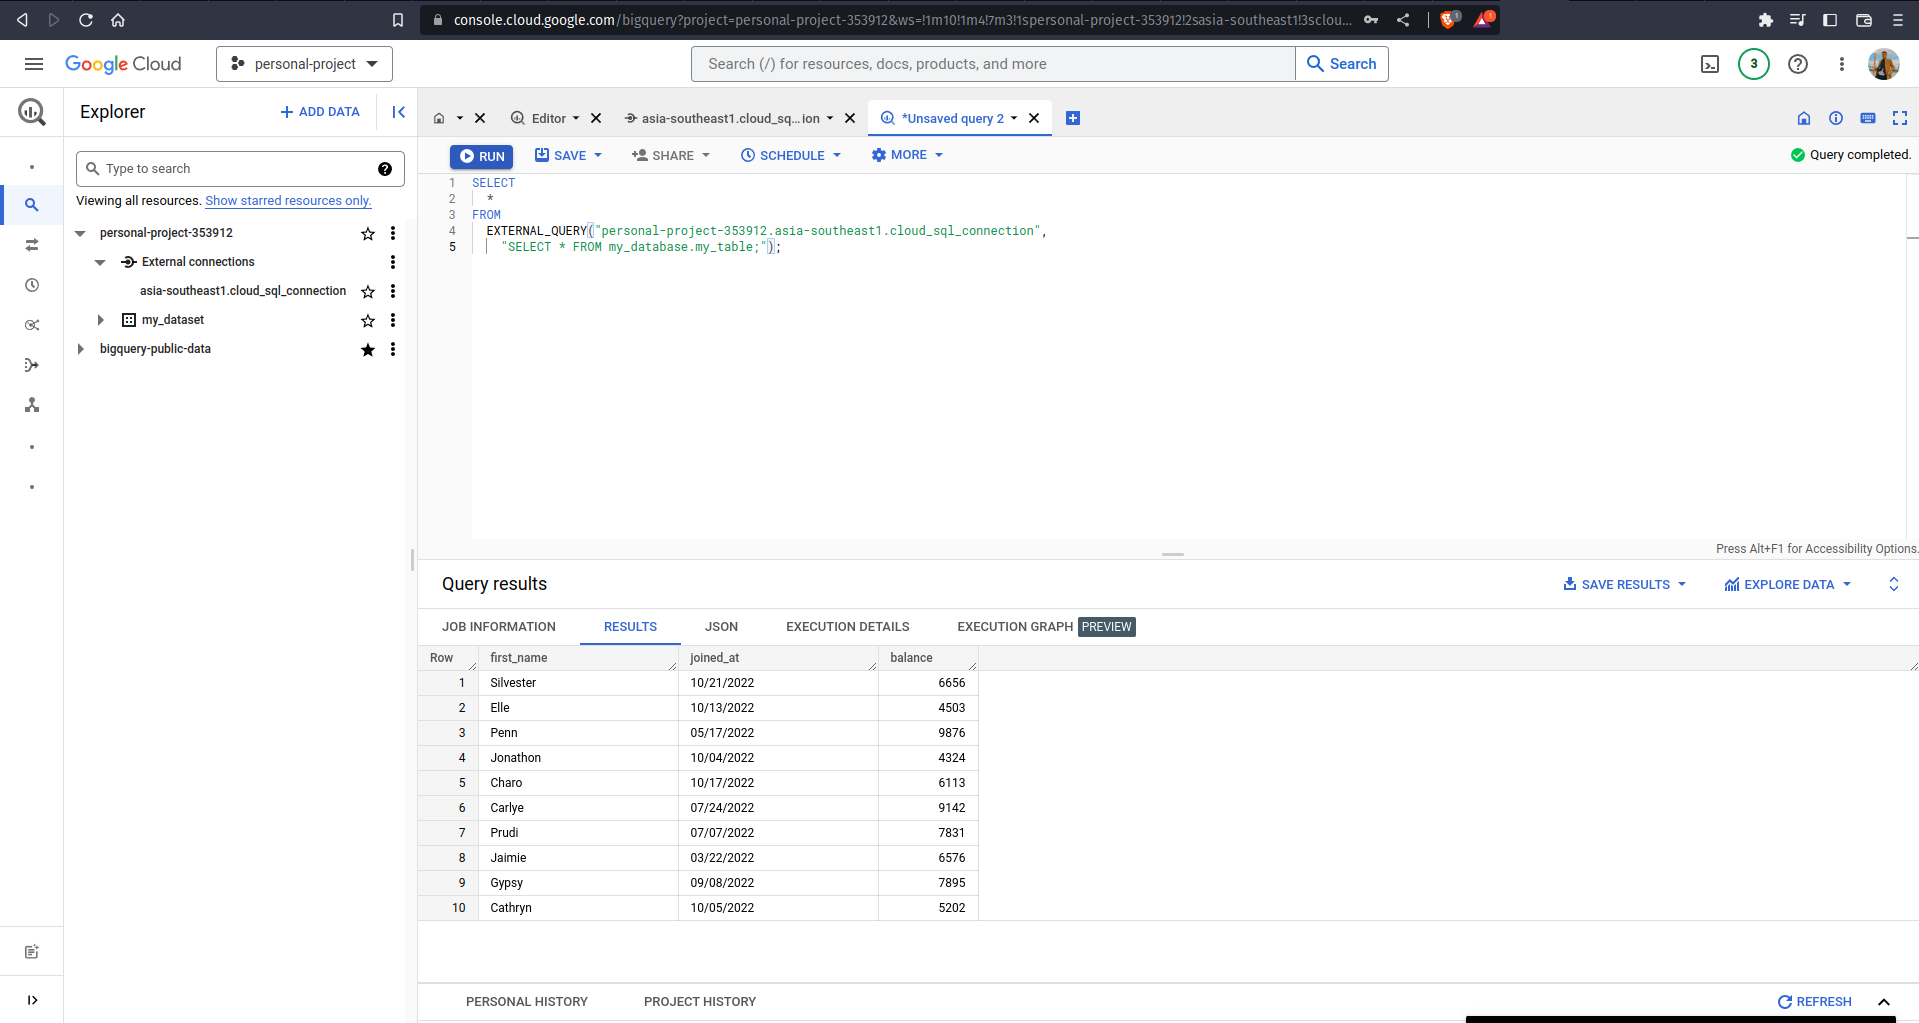 console.cloud.google.com/bigquery?project=personal-project-353912&ws=!1m10!1m4!7m3!1spersonal-project-353912!2sasia-southeast1!3sclou...
1
1
Google Cloud
personal-project
Search (/) for resources, docs, products, and more
Search
3
Explorer
+ ADD DATA
Editor
asia-southeast1.cloud_sq...ion
*Unsaved query 2
Type to search
RUN
SAVE
SHARE
SCHEDULE
MORE
Query completed.
Viewing all resources. Show starred resources only.
personal-project-353912
External connections
asia-southeast1.cloud_sql_connection
my_dataset
bigquery-public-data
1 SELECT
2 *
3 FROM
4 EXTERNAL_QUERY("personal-project-353912.asia-southeast1.cloud_sql_connection",
5 "SELECT * FROM my_database.my_table;");
Press Alt+F1 for Accessibility Options.
Query results
SAVE RESULTS
EXPLORE DATA
JOB INFORMATION
RESULTS
JSON
EXECUTION DETAILS
EXECUTION GRAPH PREVIEW
Row first_name joined_at balance
1 Silvester 10/21/2022 6656
2 Elle 10/13/2022 4503
3 Penn 05/17/2022 9876
4 Jonathon 10/04/2022 4324
5 Charo 10/17/2022 6113
6 Carlye 07/24/2022 9142
7 Prudi 07/07/2022 7831
8 Jaimie 03/22/2022 6576
9 Gypsy 09/08/2022 7895
10 Cathryn 10/05/2022 5202
PERSONAL HISTORY
PROJECT HISTORY
REFRESH